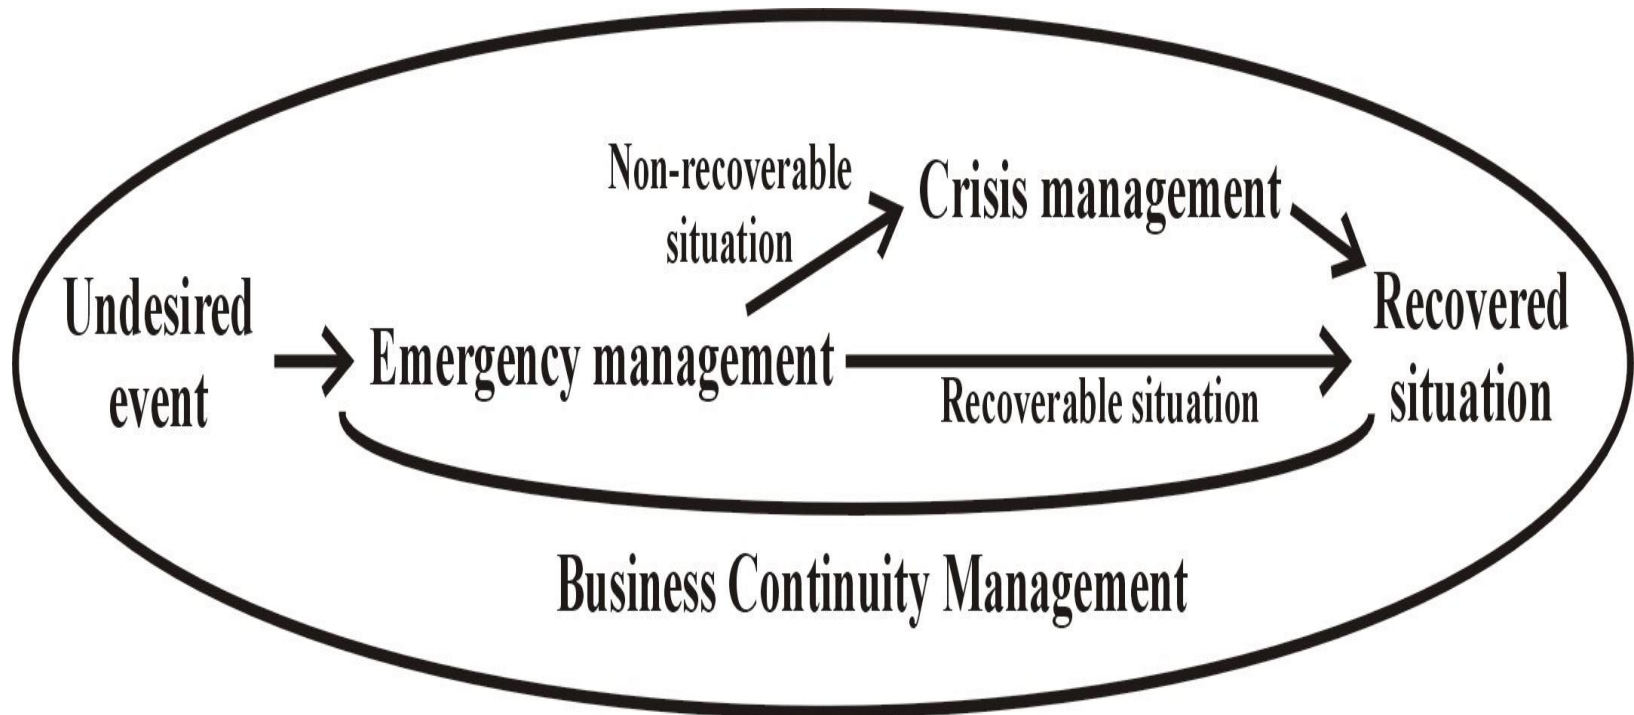 Non-recoverable
situation
Crisis management
Undesired
event
Emergency management
Recoverable situation
Recovered
situation
Business Continuity Management